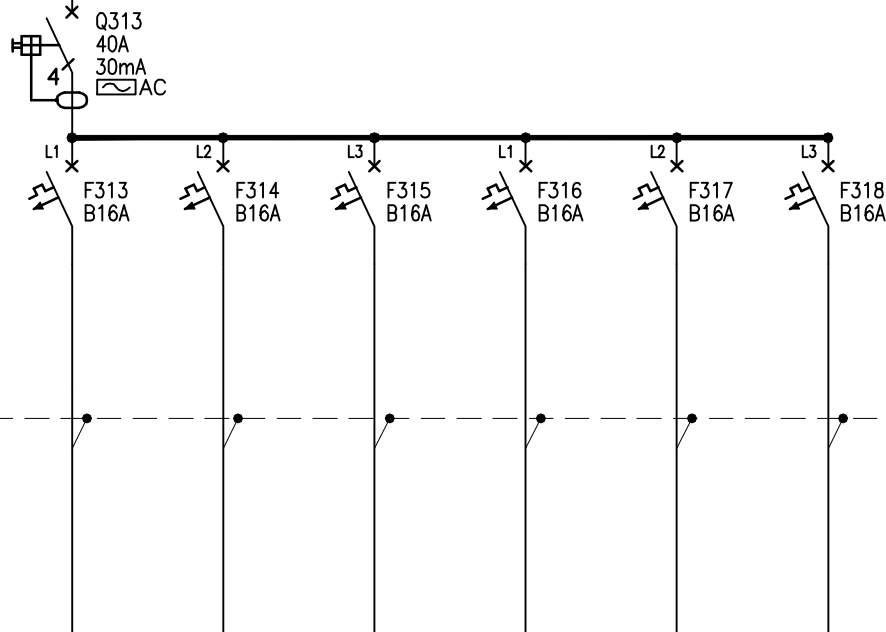 Q313
40A
30mA
4
AC
L1
L2
L3
L1
L2
L3
F313
B16A
F314
B16A
F315
B16A
F316
B16A
F317
B16A
F318
B16A